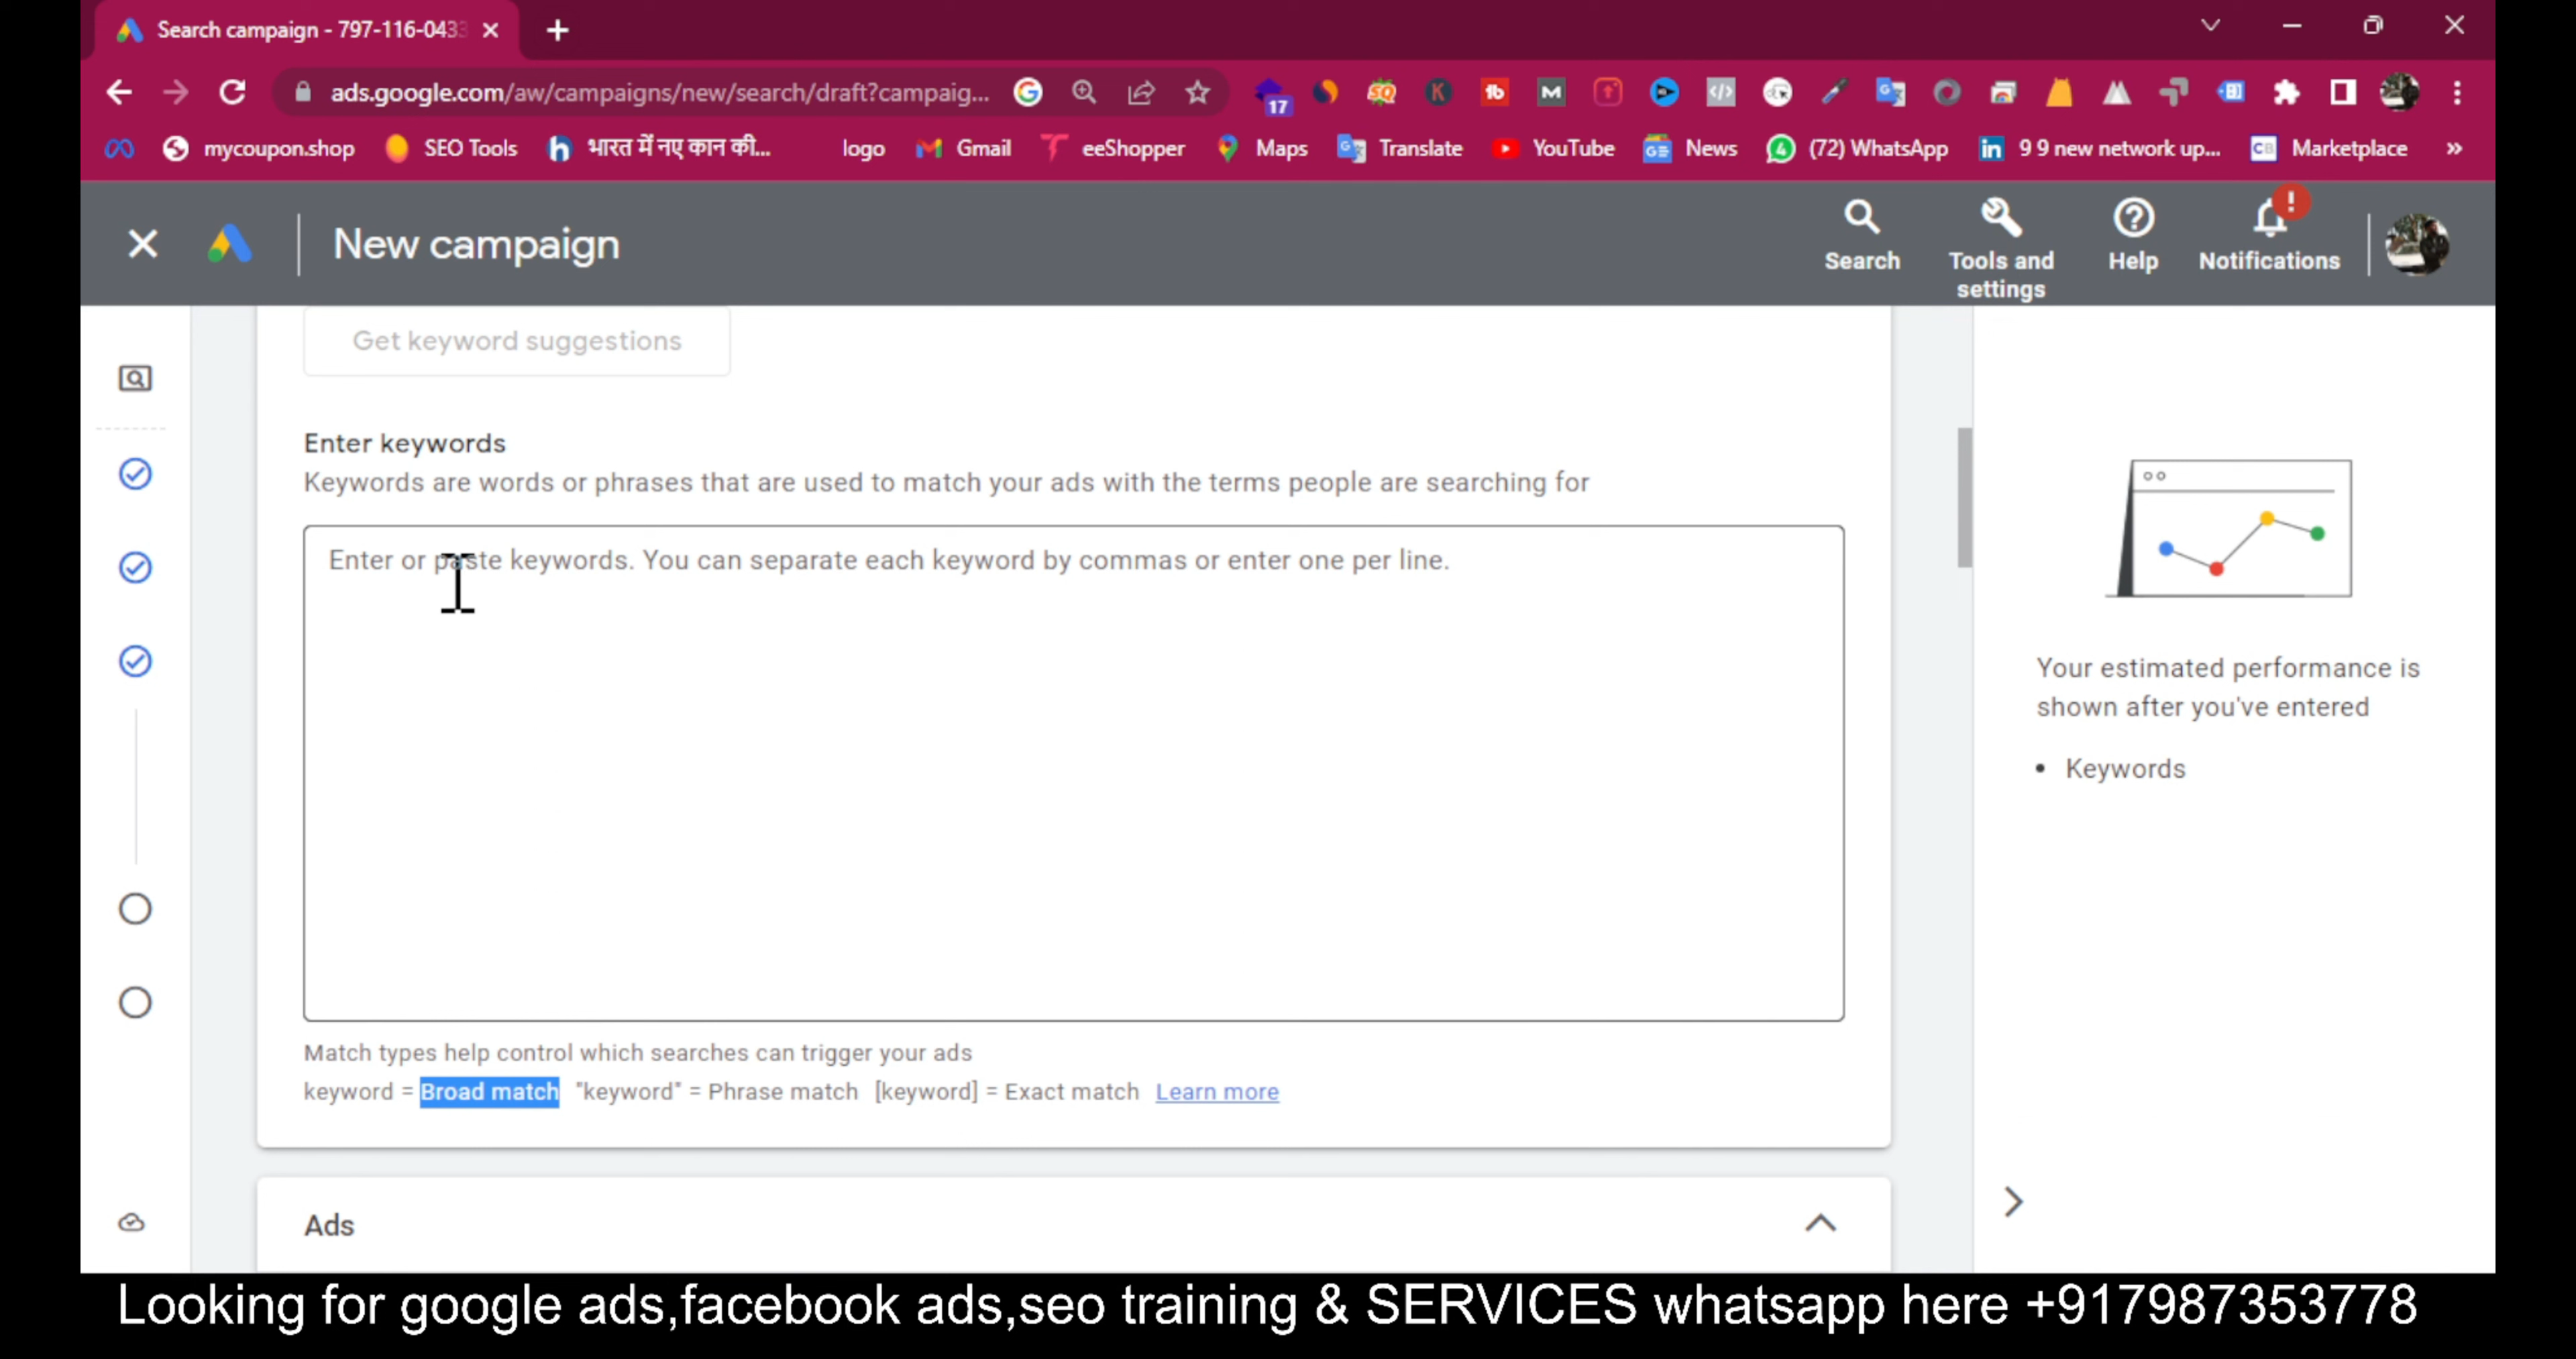 Search campaign - 797-116-0433
ads.google.com/aw/campaigns/new/search/draft?campaig...
17
mycoupon.shop
SEO Tools
भारत में नए कान की...
logo
Gmail
eeShopper
Maps
Translate
YouTube
News
(72) WhatsApp
9 9 new network up...
Marketplace
New campaign
Search
Tools and
settings
Help
Notifications
Get keyword suggestions
Enter keywords
Keywords are words or phrases that are used to match your ads with the terms people are searching for
Enter or paste keywords. You can separate each keyword by commas or enter one per line.
Match types help control which searches can trigger your ads
keyword = Broad match "keyword" = Phrase match [keyword] = Exact match Learn more
Ads
Your estimated performance is
shown after you've entered
• Keywords
Looking for google ads,facebook ads,seo training & SERVICES whatsapp here +917987353778